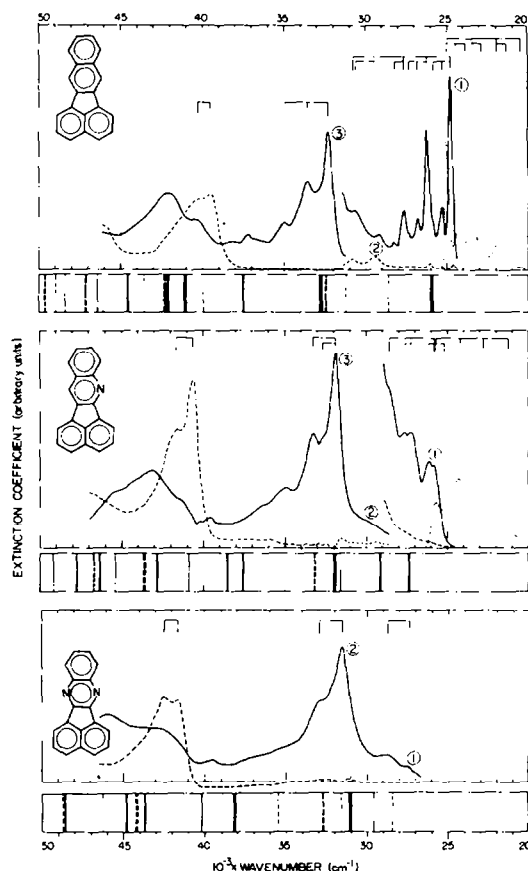 50 45 40 35 30 25 20
①
③
②
N
③
①
②
EXTINCTION COEFFICIENT (arbitrary units)
②
N N
①
50 45 40 35 30 25 20
10⁻³x WAVENUMBER (cm⁻¹)